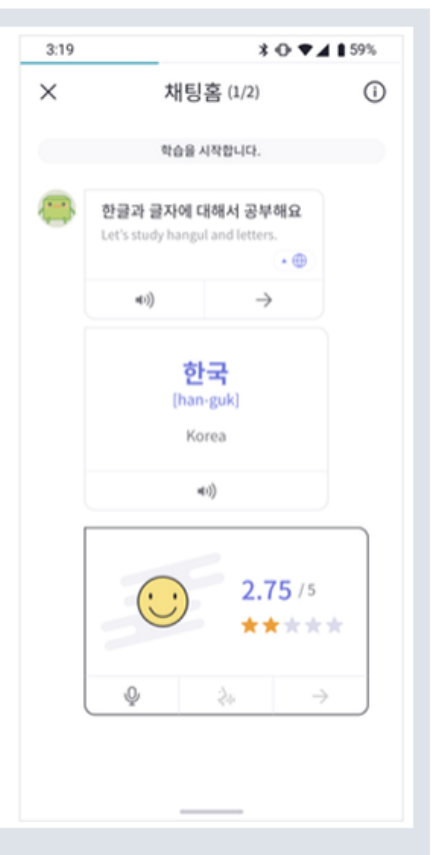 3:19 59%
채팅홈 (1/2)
학습을 시작합니다.
한글과 글자에 대해서 공부해요
Let's study hangul and letters.
한국
[han-guk]
Korea
2.75 / 5